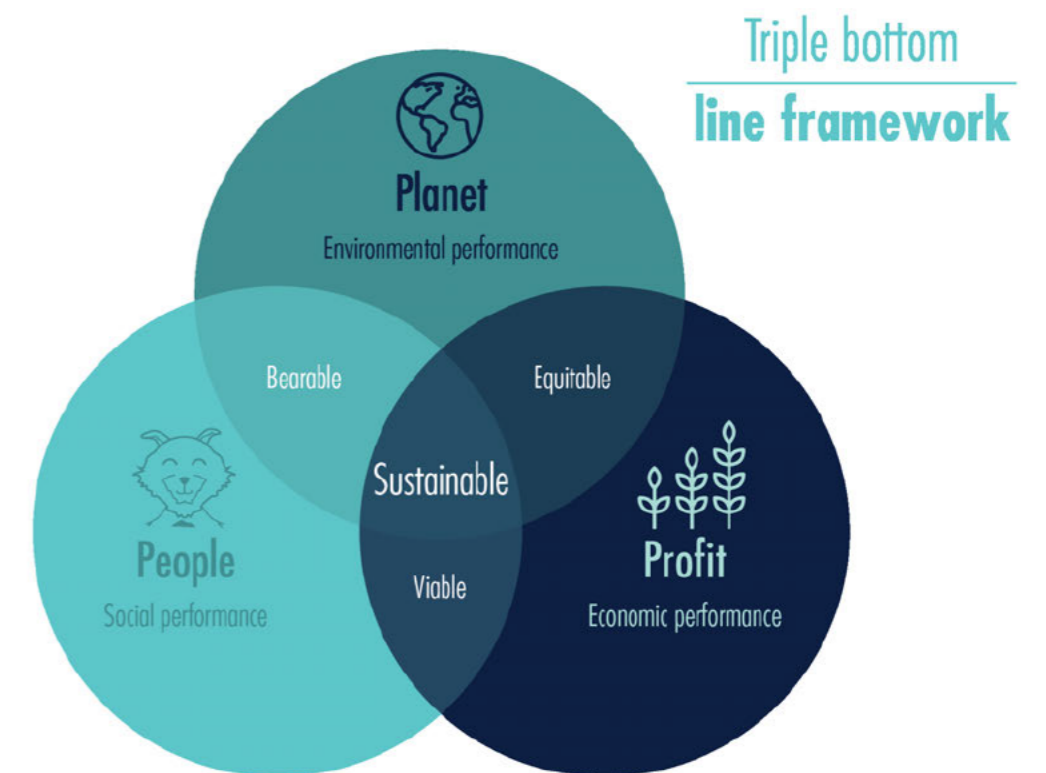 Triple bottom
line framework
Planet
Environmental performance
Bearable
Equitable
Sustainable
People
Social performance
Viable
Profit
Economic performance